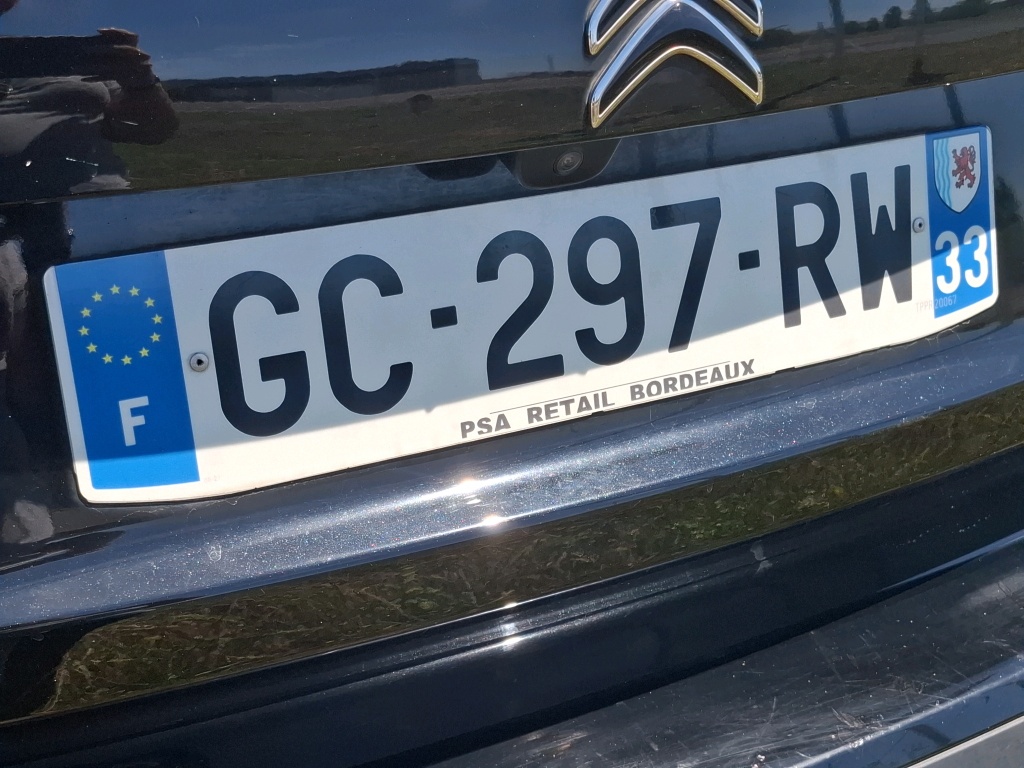 F
GC-297-RW
33
PSA RETAIL BORDEAUX